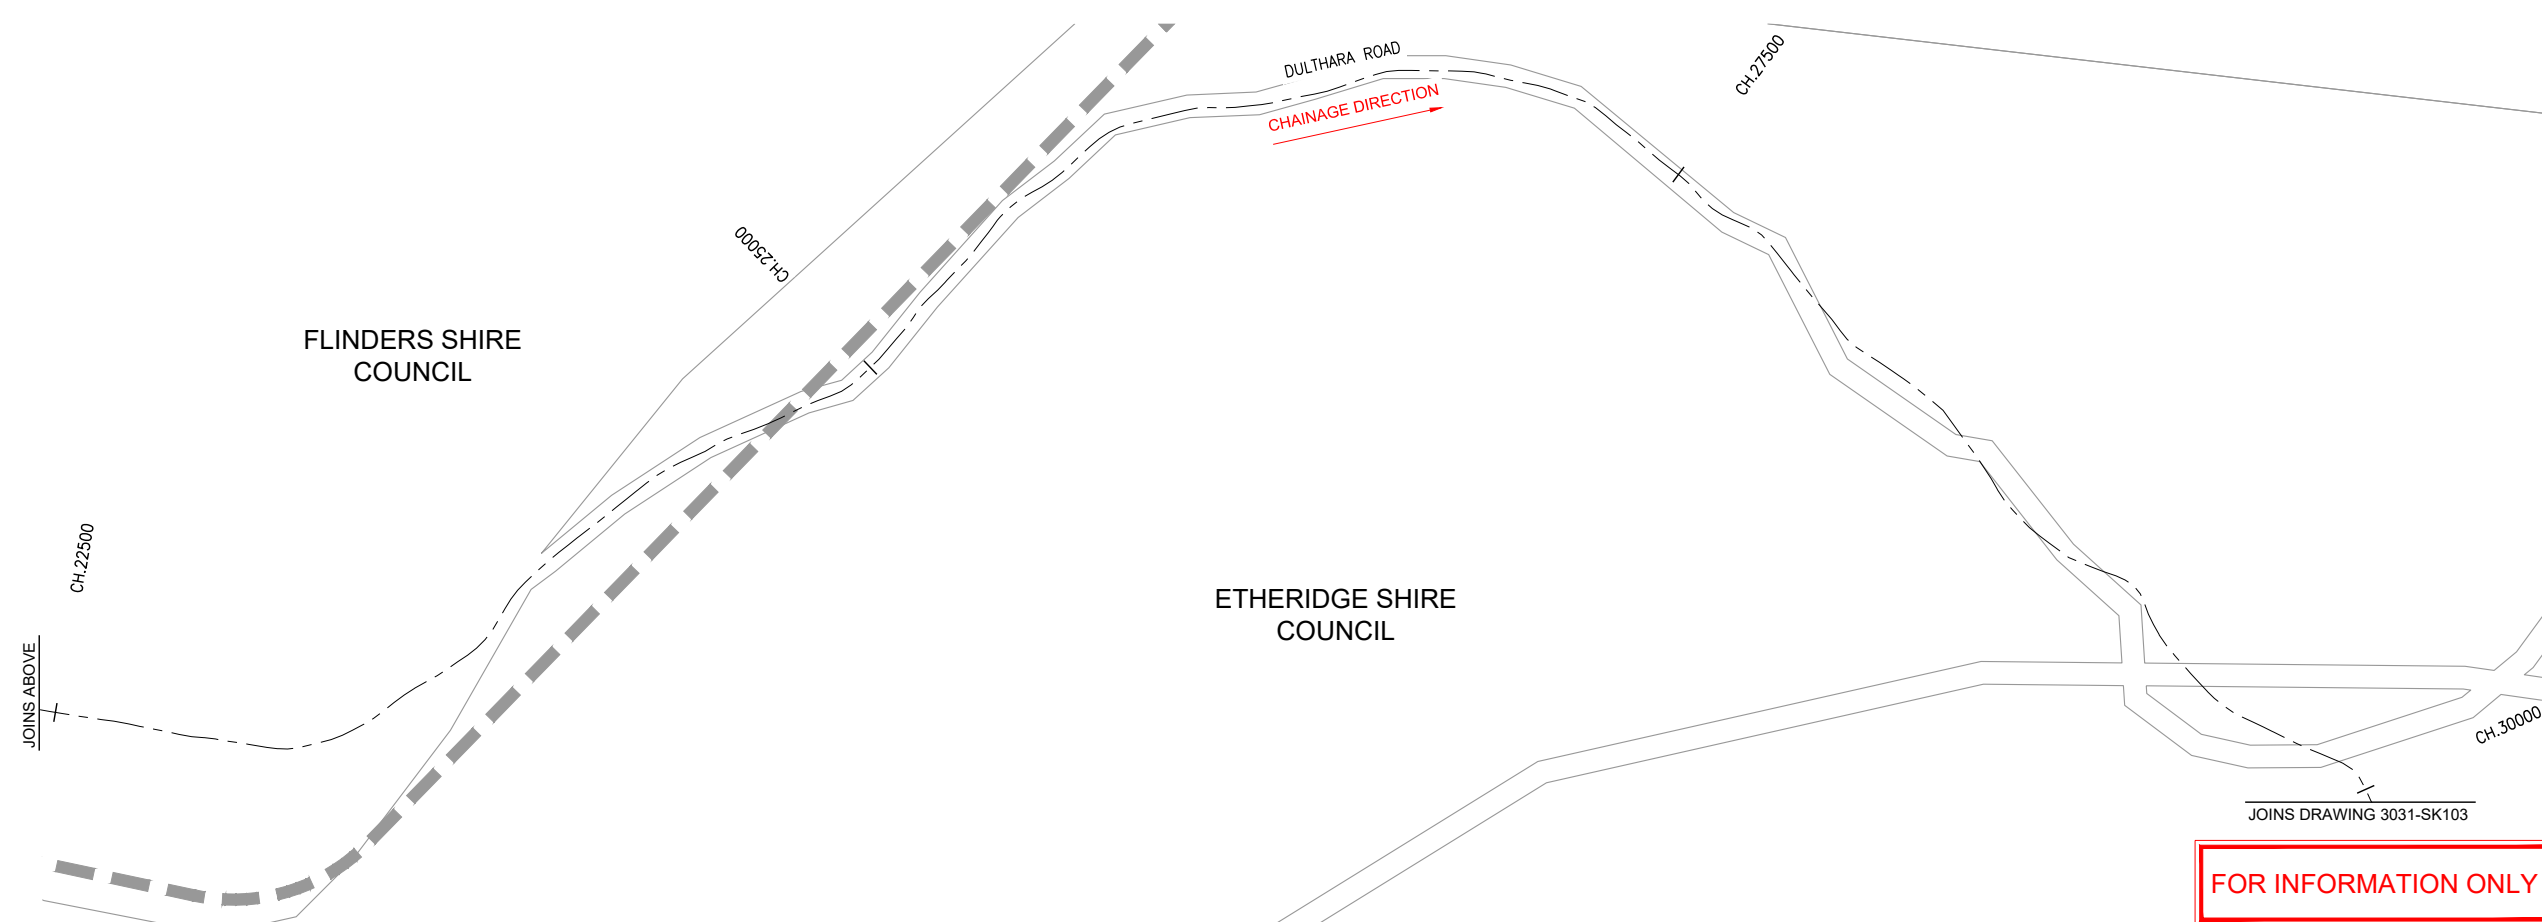 DULTHARA ROAD
CHAINAGE DIRECTION
CH.27500
CH.25000
FLINDERS SHIRE
COUNCIL
CH.22500
ETHERIDGE SHIRE
COUNCIL
JOINS ABOVE
CH.30000
JOINS DRAWING 3031-SK103
FOR INFORMATION ONLY